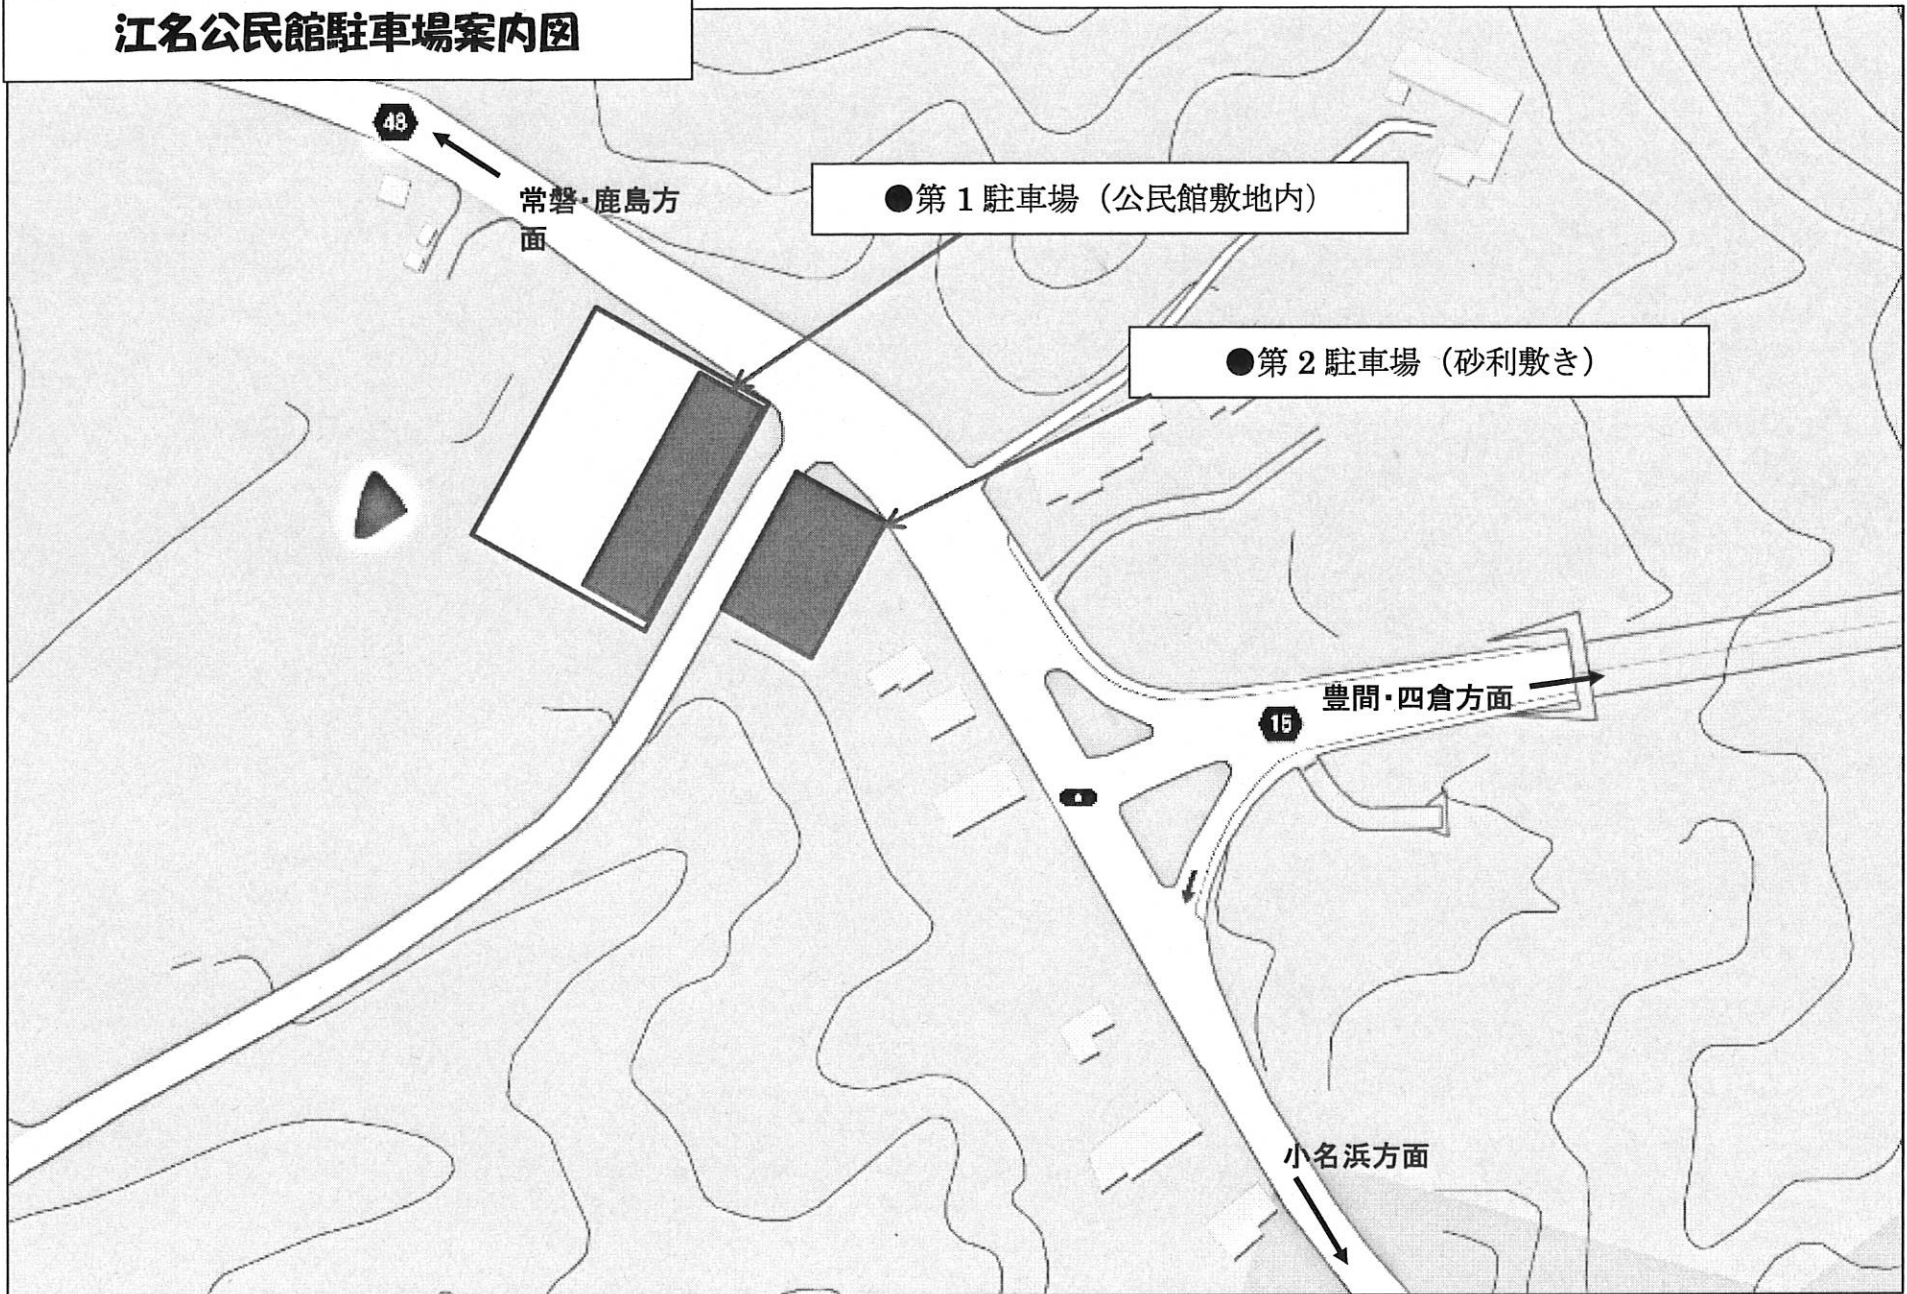 江名公民館駐車場案内図
48
常磐・鹿島方
面
●第1駐車場（公民館敷地内）
●第2駐車場（砂利敷き）
豊間・四倉方面
15
小名浜方面